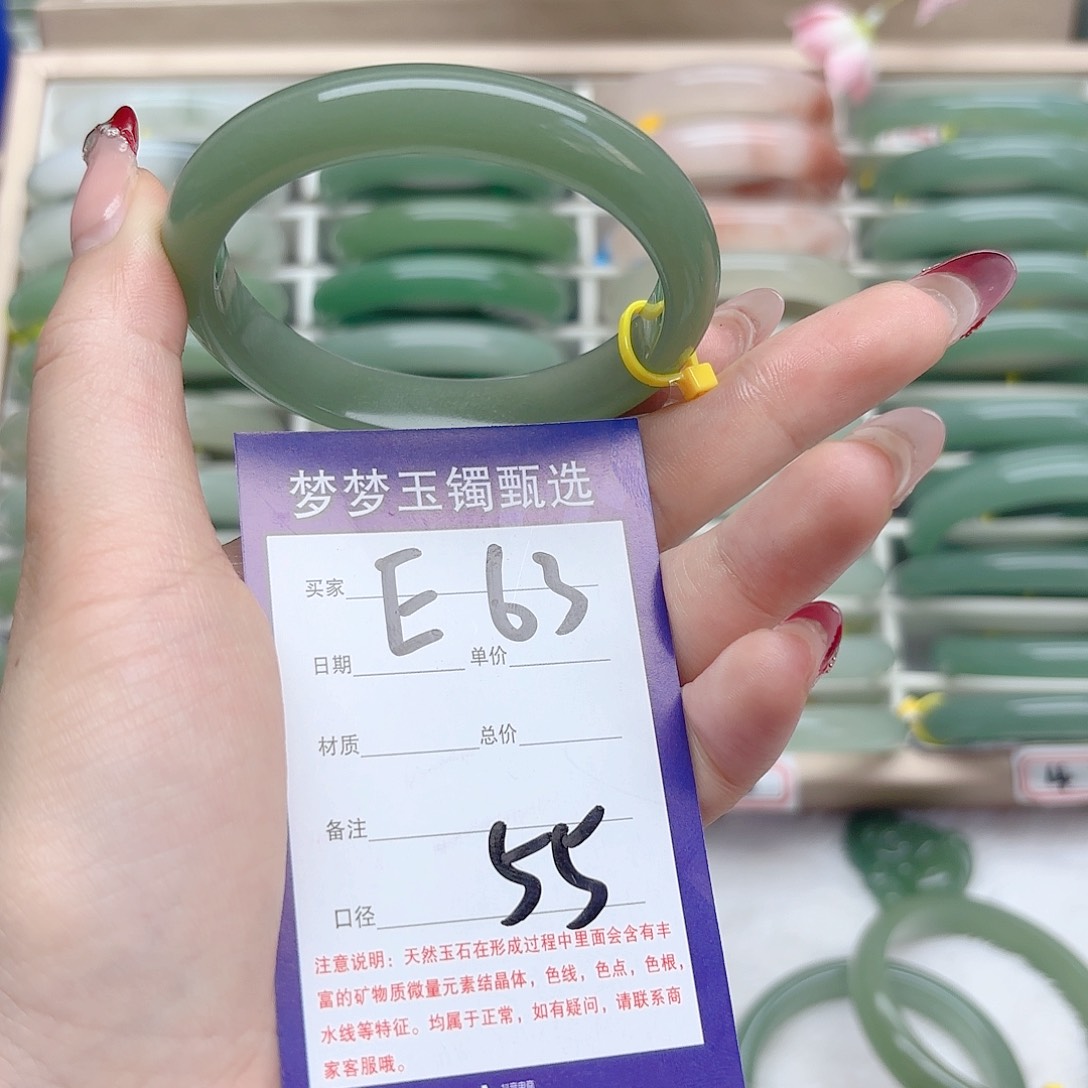 梦梦玉镯甄选
买家 E 63
日期 单价
材质 总价
备注
口径 55
注意说明：天然玉石在形成过程中里面会含有丰
富的矿物质微量元素结晶体，色线，色点，色根，
水线等特征。均属于正常，如有疑问，请联系商
家客服哦。